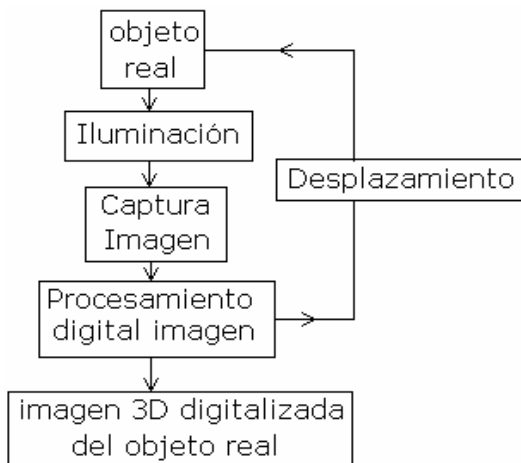 objeto
real
Iluminación
Captura
Imagen
Procesamiento
digital imagen
imagen 3D digitalizada
del objeto real
Desplazamiento